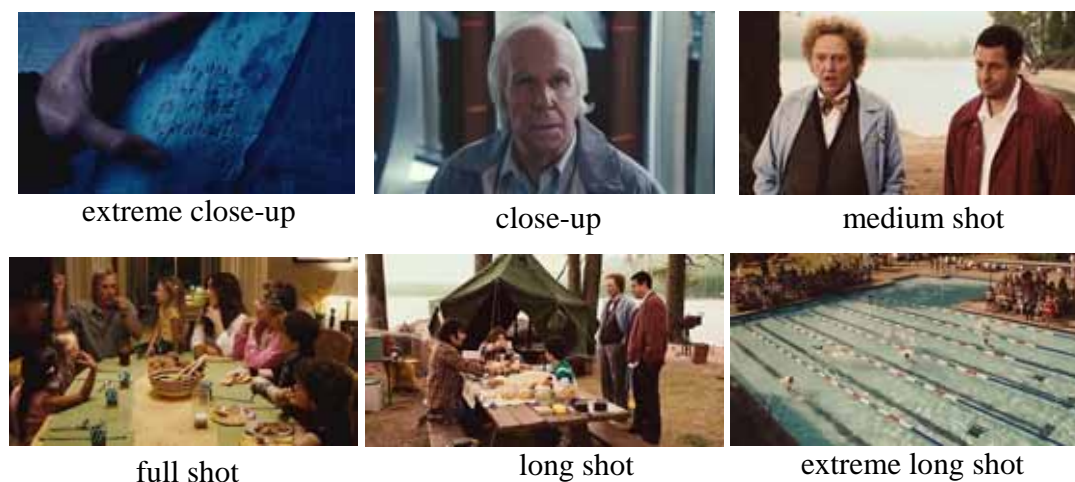 extreme close-up
close-up
medium shot
full shot
long shot
extreme long shot